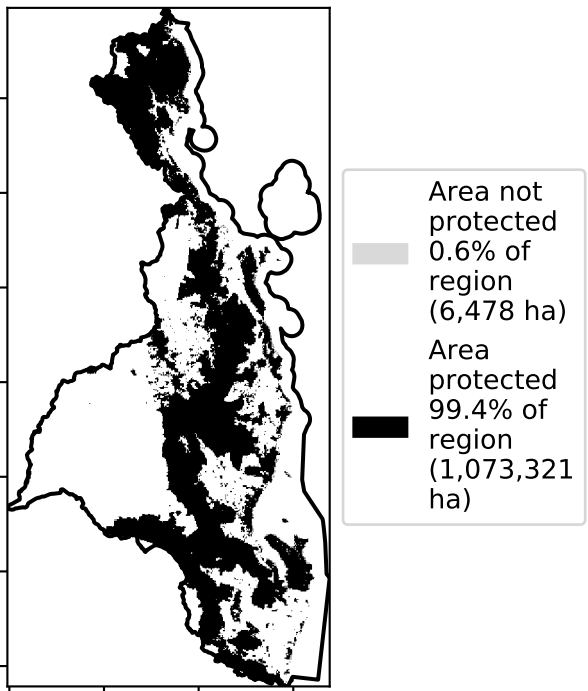 Area not
protected
0.6% of
region
(6,478 ha)
Area
protected
99.4% of
region
(1,073,321
ha)